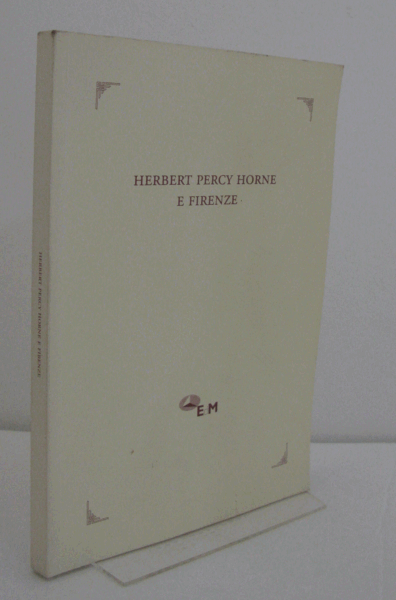 HERBERT PERCY HORNE
E FIRENZE
EM
HERBERT PERCY HORNE E FIRENZE